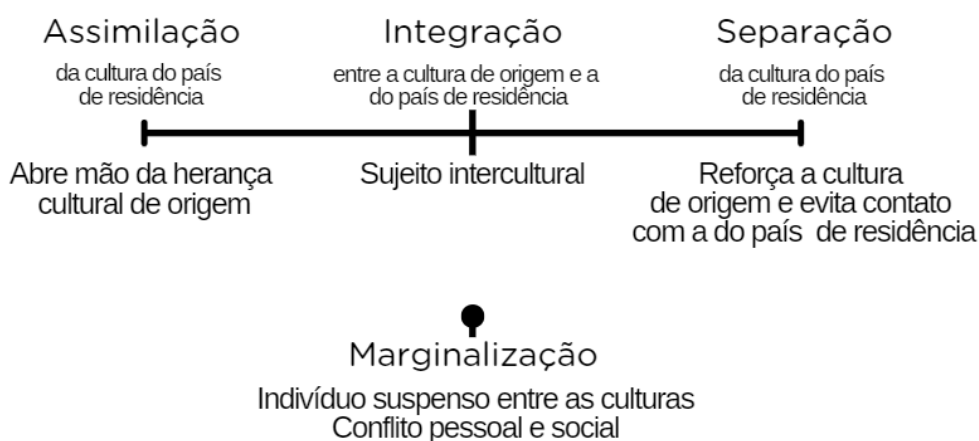 Assimilação
da cultura do país
de residência
Abre mão da herança
cultural de origem
Integração
entre a cultura de origem e a
do país de residência
Sujeito intercultural
Separação
da cultura do país
de residência
Reforça a cultura
de origem e evita contato
com a do país de residência
Marginalização
Indivíduo suspenso entre as culturas
Conflito pessoal e social